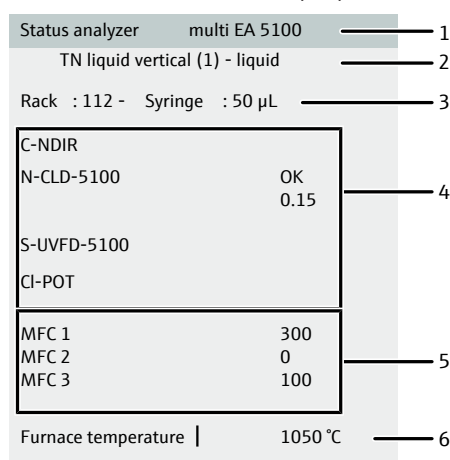 Status analyzer multi EA 5100 1
TN liquid vertical (1) - liquid 2
Rack : 112 - Syringe : 50 µL 3
C-NDIR
N-CLD-5100 OK
4
0.15
S-UVFD-5100
Cl-POT
MFC 1 300
MFC 2 0 5
MFC 3 100
Furnace temperature | 1050 °C 6